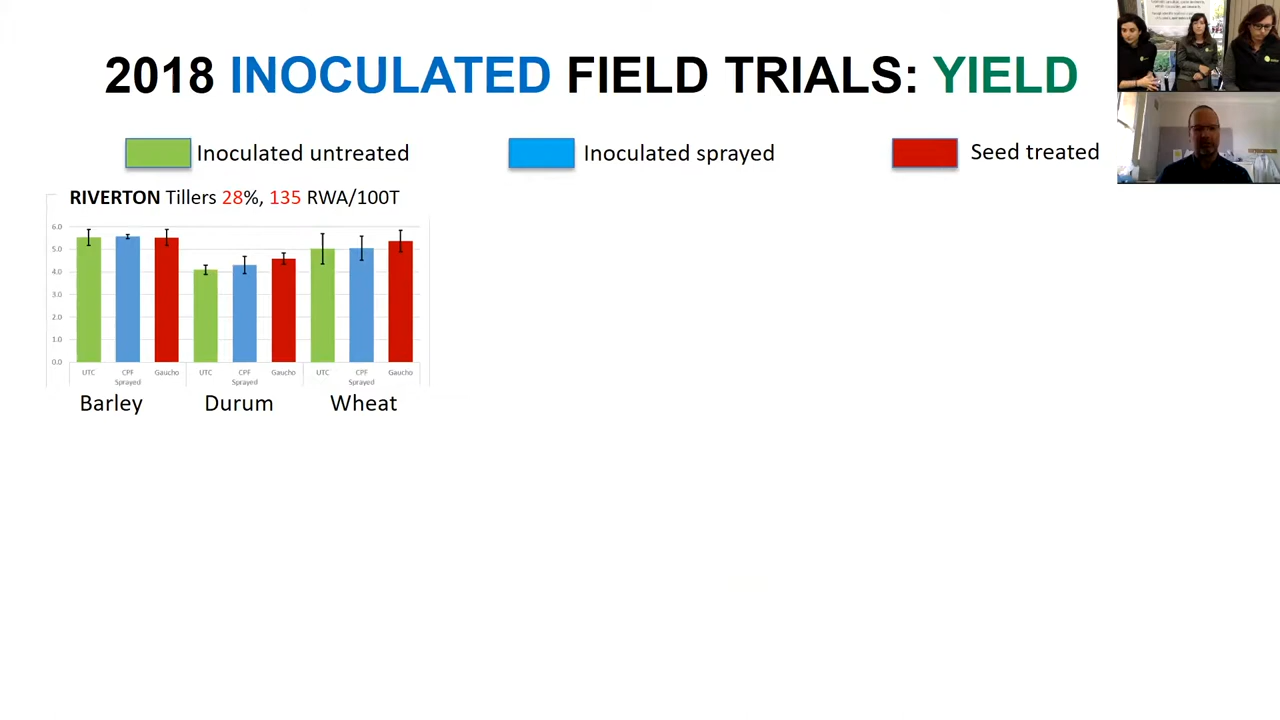 2018 INOCULATED FIELD TRIALS: YIELD
Inoculated untreated
Inoculated sprayed
Seed treated
RIVERTON Tillers 28%, 135 RWA/100T
6.0
5.0
4.0
3.0
2.0
1.0
0.0
UTC
CPF Sprayed
Gaucho
UTC
CPF Sprayed
Gaucho
UTC
CPF Sprayed
Gaucho
Barley
Durum
Wheat